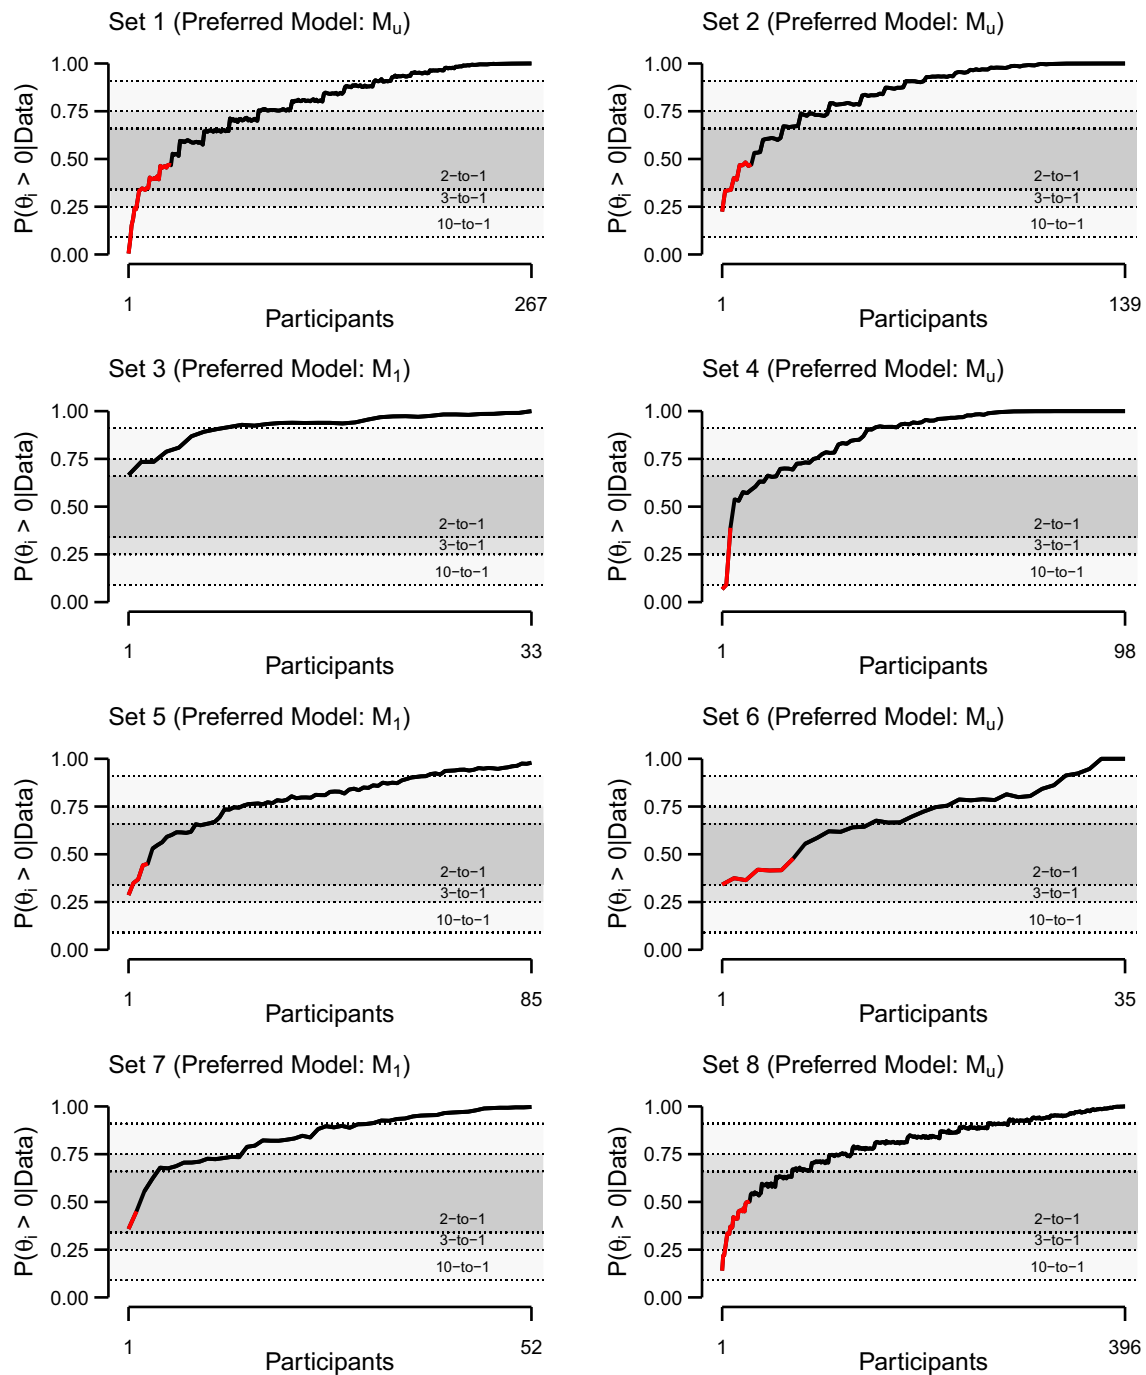 Set 1 (Preferred Model: Mu)
P(θi > 0|Data)
1.00
0.75
0.50
0.25
0.00
2−to−1
3−to−1
10−to−1
1
267
Participants
Set 2 (Preferred Model: Mu)
P(θi > 0|Data)
1.00
0.75
0.50
0.25
0.00
2−to−1
3−to−1
10−to−1
1
139
Participants
Set 3 (Preferred Model: M1)
P(θi > 0|Data)
1.00
0.75
0.50
0.25
0.00
2−to−1
3−to−1
10−to−1
1
33
Participants
Set 4 (Preferred Model: Mu)
P(θi > 0|Data)
1.00
0.75
0.50
0.25
0.00
2−to−1
3−to−1
10−to−1
1
98
Participants
Set 5 (Preferred Model: M1)
P(θi > 0|Data)
1.00
0.75
0.50
0.25
0.00
2−to−1
3−to−1
10−to−1
1
85
Participants
Set 6 (Preferred Model: Mu)
P(θi > 0|Data)
1.00
0.75
0.50
0.25
0.00
2−to−1
3−to−1
10−to−1
1
35
Participants
Set 7 (Preferred Model: M1)
P(θi > 0|Data)
1.00
0.75
0.50
0.25
0.00
2−to−1
3−to−1
10−to−1
1
52
Participants
Set 8 (Preferred Model: Mu)
P(θi > 0|Data)
1.00
0.75
0.50
0.25
0.00
2−to−1
3−to−1
10−to−1
1
396
Participants